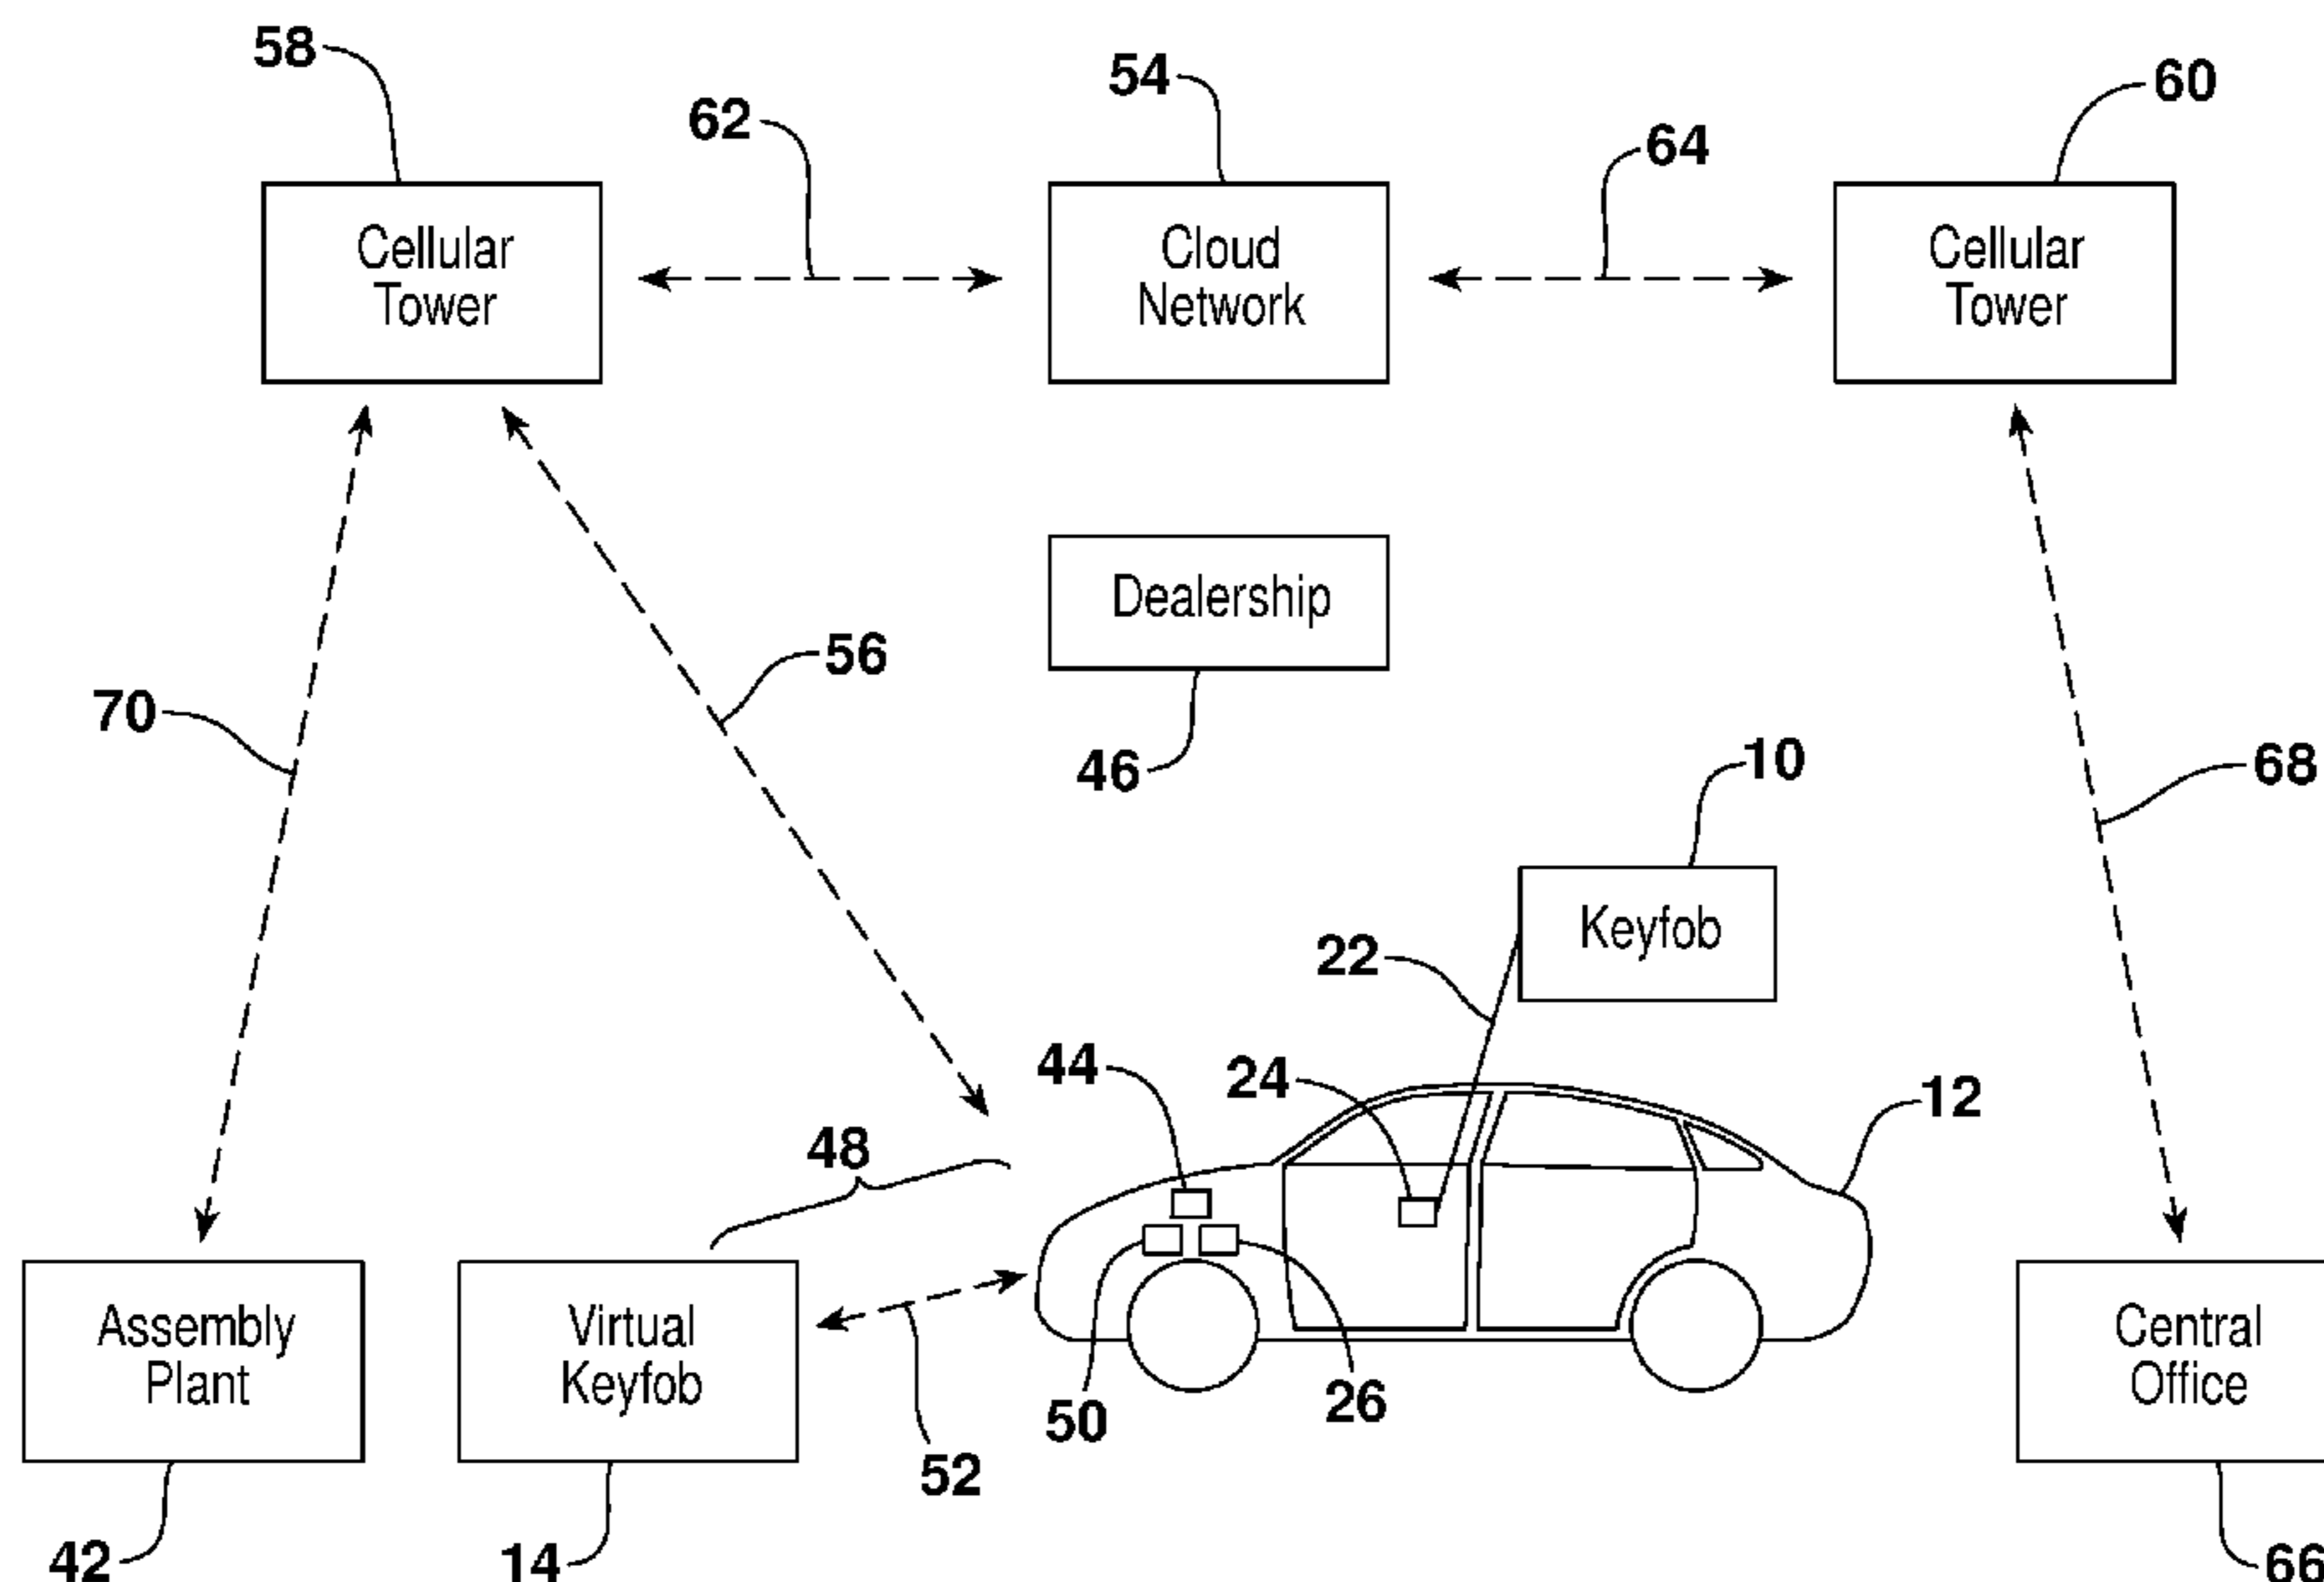 58
54
60
62
64
Cellular
Tower
Cloud
Network
Cellular
Tower
Dealership
56
70
46
10
68
Keyfob
22
44
24
12
48
Assembly
Plant
Virtual
Keyfob
Central
Office
50
26
52
42
14
66